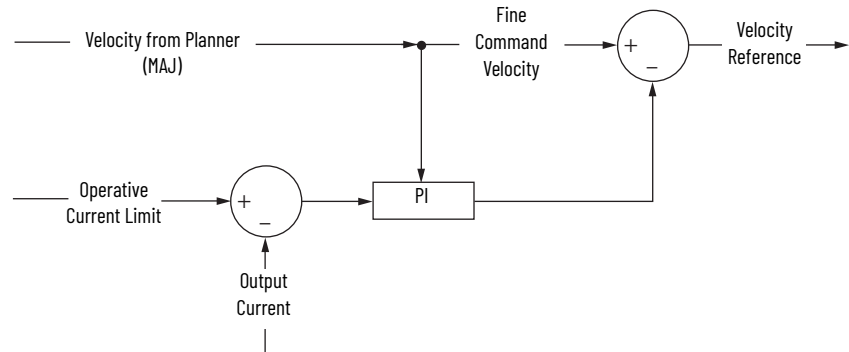 Velocity from Planner
(MAJ)
Fine
Command
Velocity
+
−
Velocity
Reference
Operative
Current Limit
+
−
PI
Output
Current